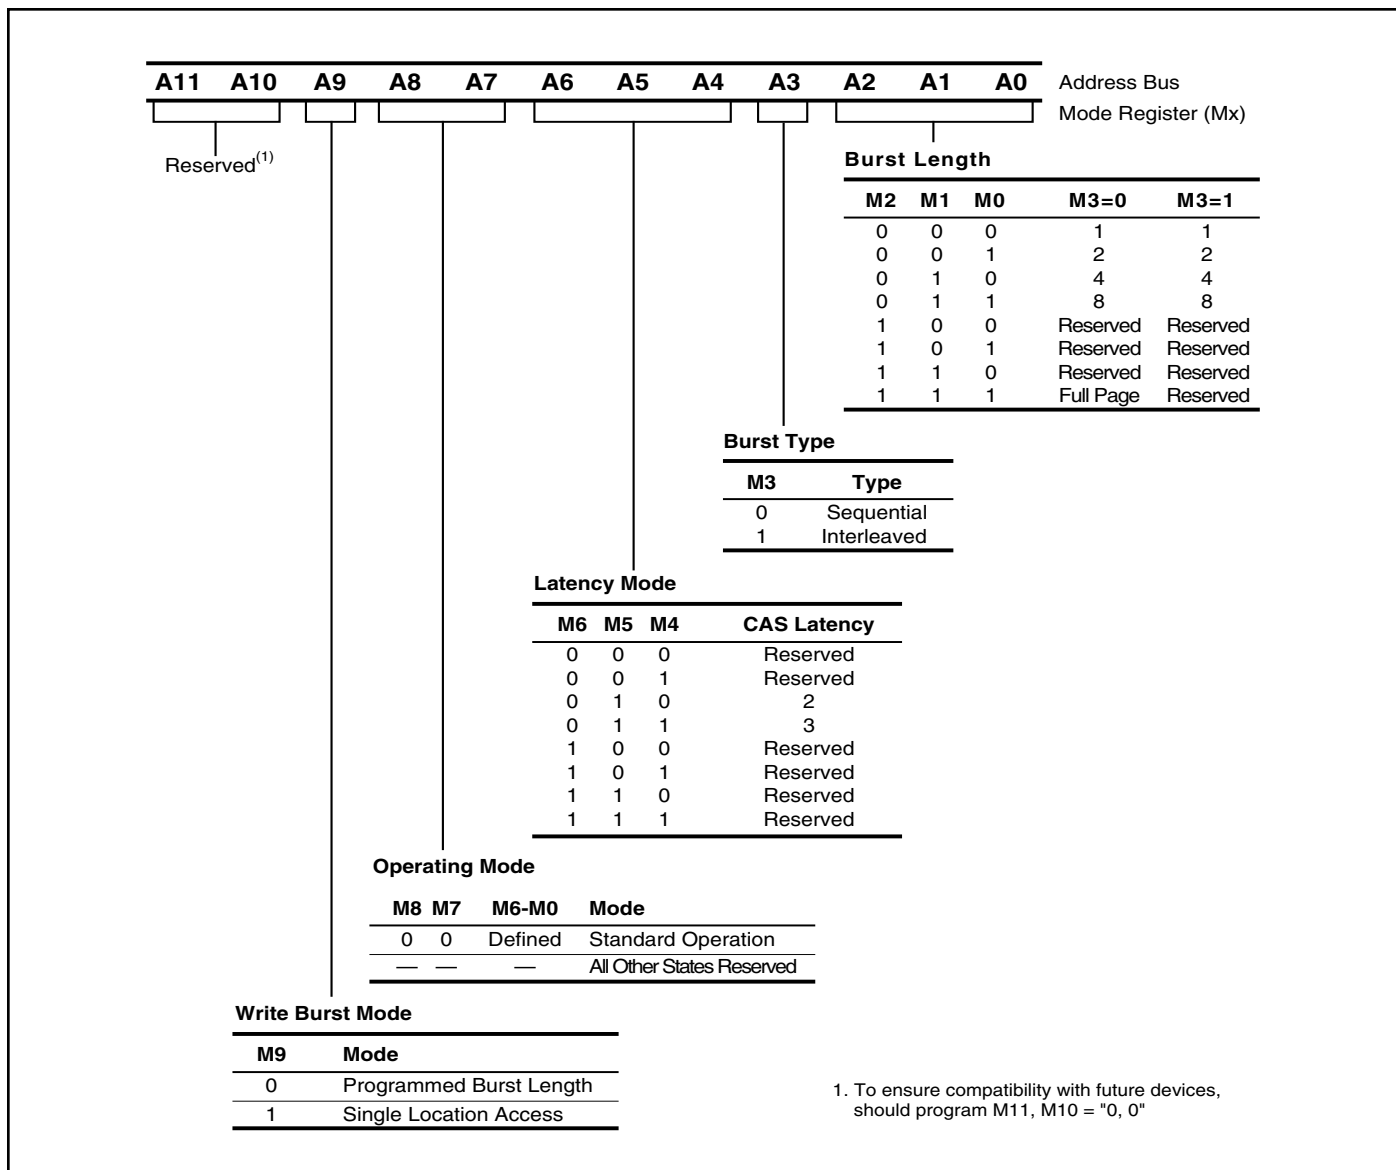 A11 A10 A9 A8 A7 A6 A5 A4 A3 A2 A1 A0 Address Bus
Mode Register (Mx)
Reserved(1)
Burst Length
M2 M1 M0 M3=0 M3=1
0 0 0 1 1
0 0 1 2 2
0 1 0 4 4
0 1 1 8 8
1 0 0 Reserved Reserved
1 0 1 Reserved Reserved
1 1 0 Reserved Reserved
1 1 1 Full Page Reserved
Burst Type
M3 Type
0 Sequential
1 Interleaved
Latency Mode
M6 M5 M4 CAS Latency
0 0 0 Reserved
0 0 1 Reserved
0 1 0 2
0 1 1 3
1 0 0 Reserved
1 0 1 Reserved
1 1 0 Reserved
1 1 1 Reserved
Operating Mode
M8 M7 M6-M0 Mode
0 0 Defined Standard Operation
— — — All Other States Reserved
Write Burst Mode
M9 Mode
0 Programmed Burst Length
1 Single Location Access
1. To ensure compatibility with future devices,
should program M11, M10 = "0, 0"